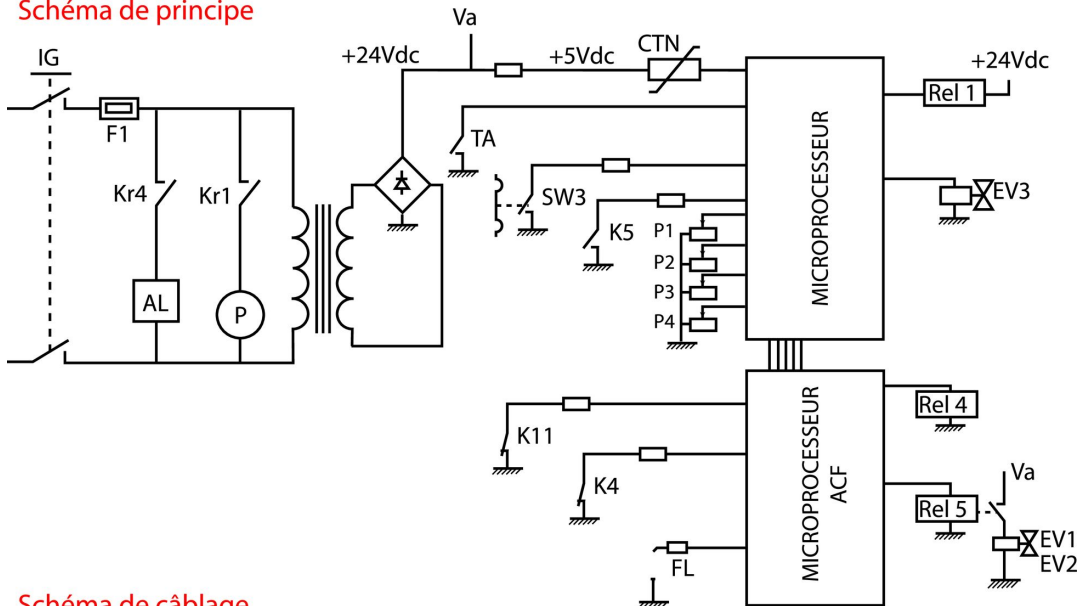 Schéma de principe
IG
F1
Kr4
Kr1
AL
P
+24Vdc
Va
+5Vdc
CTN
TA
SW3
K5
P1
P2
P3
P4
MICROPROCESSEUR
+24Vdc
Rel 1
EV3
K11
K4
FL
MICROPROCESSEUR
ACF
Rel 4
Rel 5
Va
EV1
EV2
Schéma de câblage